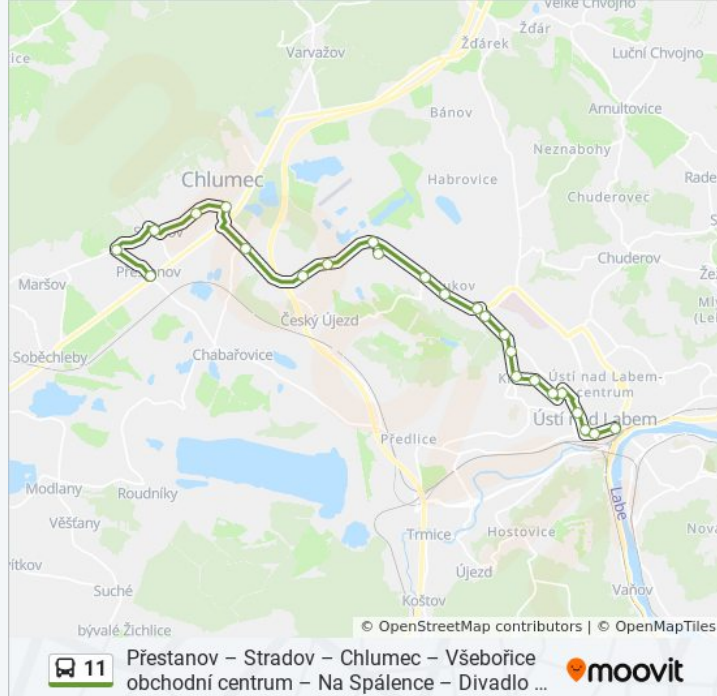 Velké Chvojno
Žďár
Žďárek
Varvažov
Luční Chvojno
Arnultovice
Bánov
Neznabohy
Chlumec
Habrovice
Chuderovec
Chuderov
Přestanov
Maršov
Český Újezd
Soběchleby
Chabařovice
Ústí nad Labem-
centrum
Ústí nad Labem
Předlice
Modlany
Roudníky
Věšťany
Trmice
Hostovice
Labe
Suché
Újezd
Koštov
Vaňov
bývalé Žichlice
© OpenStreetMap contributors | © OpenMapTiles
11
Přestanov – Stradov – Chlumec – Všebořice
obchodní centrum – Na Spálence – Divadlo ...
moovit